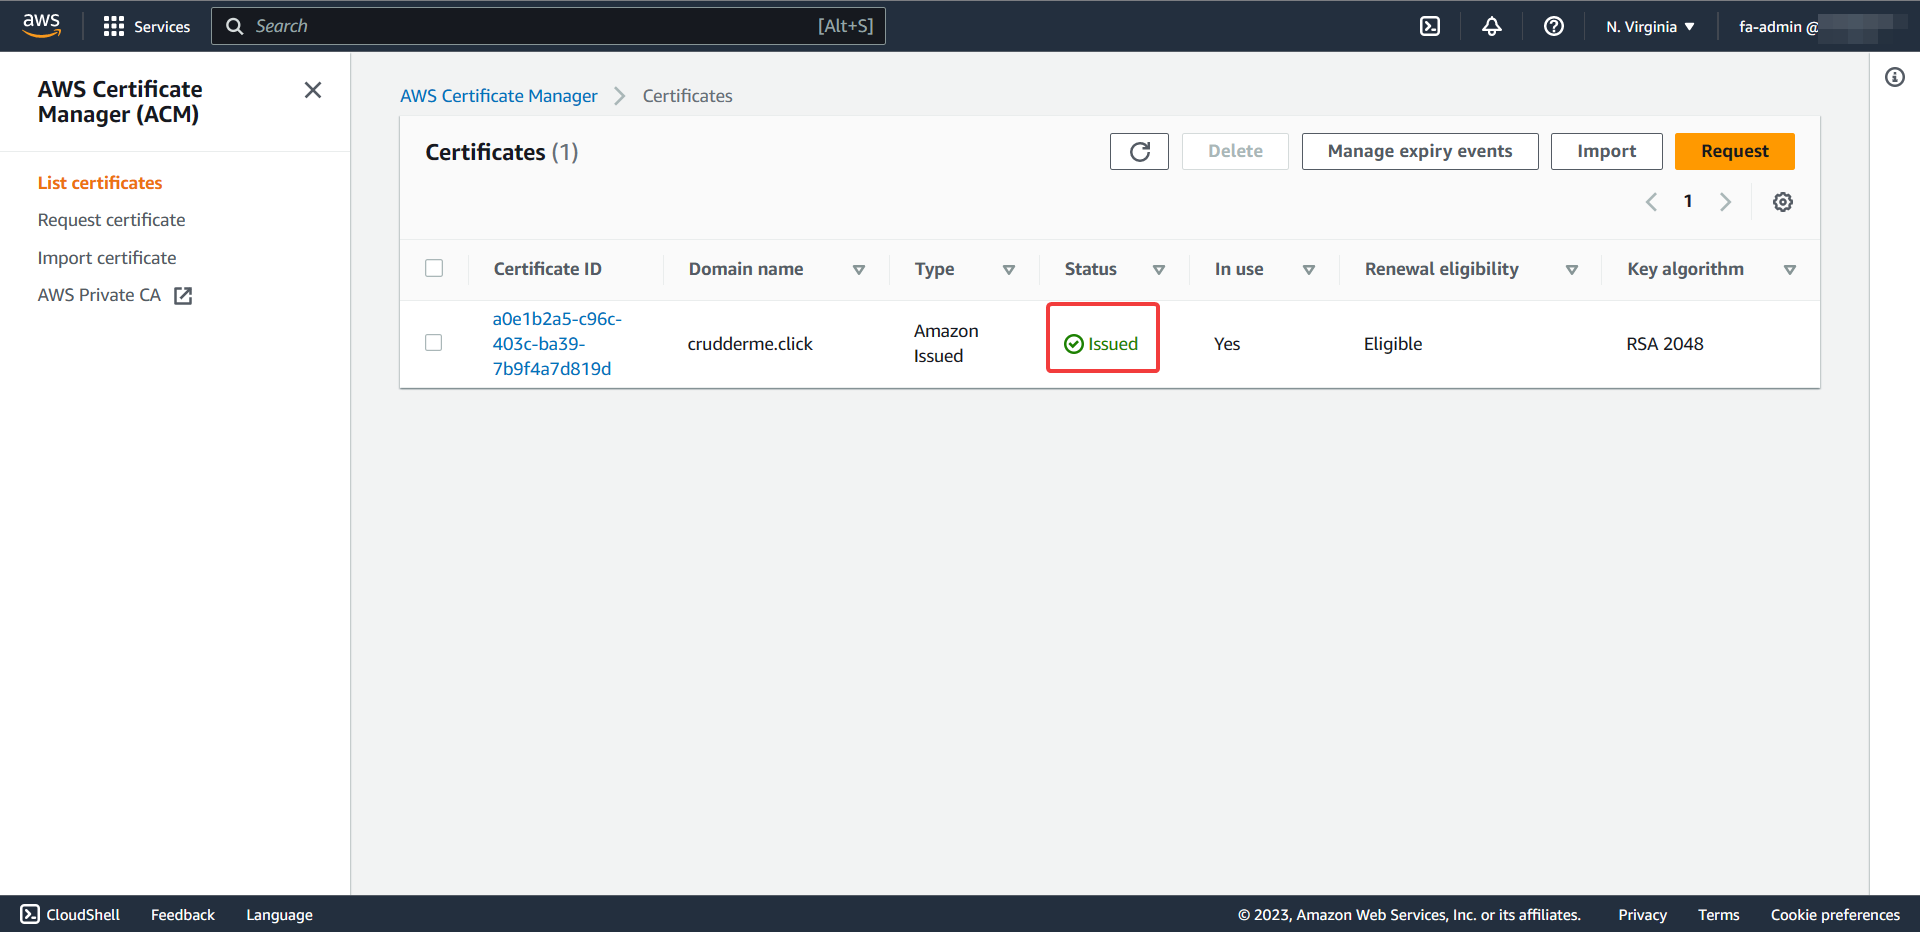 aws Services Search [Alt+S] N. Virginia fa-admin @
AWS Certificate
Manager (ACM)
List certificates
Request certificate
Import certificate
AWS Private CA
AWS Certificate Manager Certificates
Certificates (1) Delete Manage expiry events Import Request
1
Certificate ID Domain name Type Status In use Renewal eligibility Key algorithm
a0e1b2a5-c96c-
403c-ba39-
7b9f4a7d819d
crudderme.click
Amazon
Issued
Issued
Yes
Eligible
RSA 2048
CloudShell Feedback Language © 2023, Amazon Web Services, Inc. or its affiliates. Privacy Terms Cookie preferences